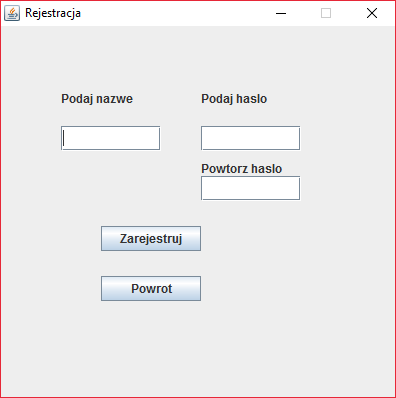 Rejestracja
Podaj nazwe
Podaj haslo
Powtorz haslo
Zarejestruj
Powrot